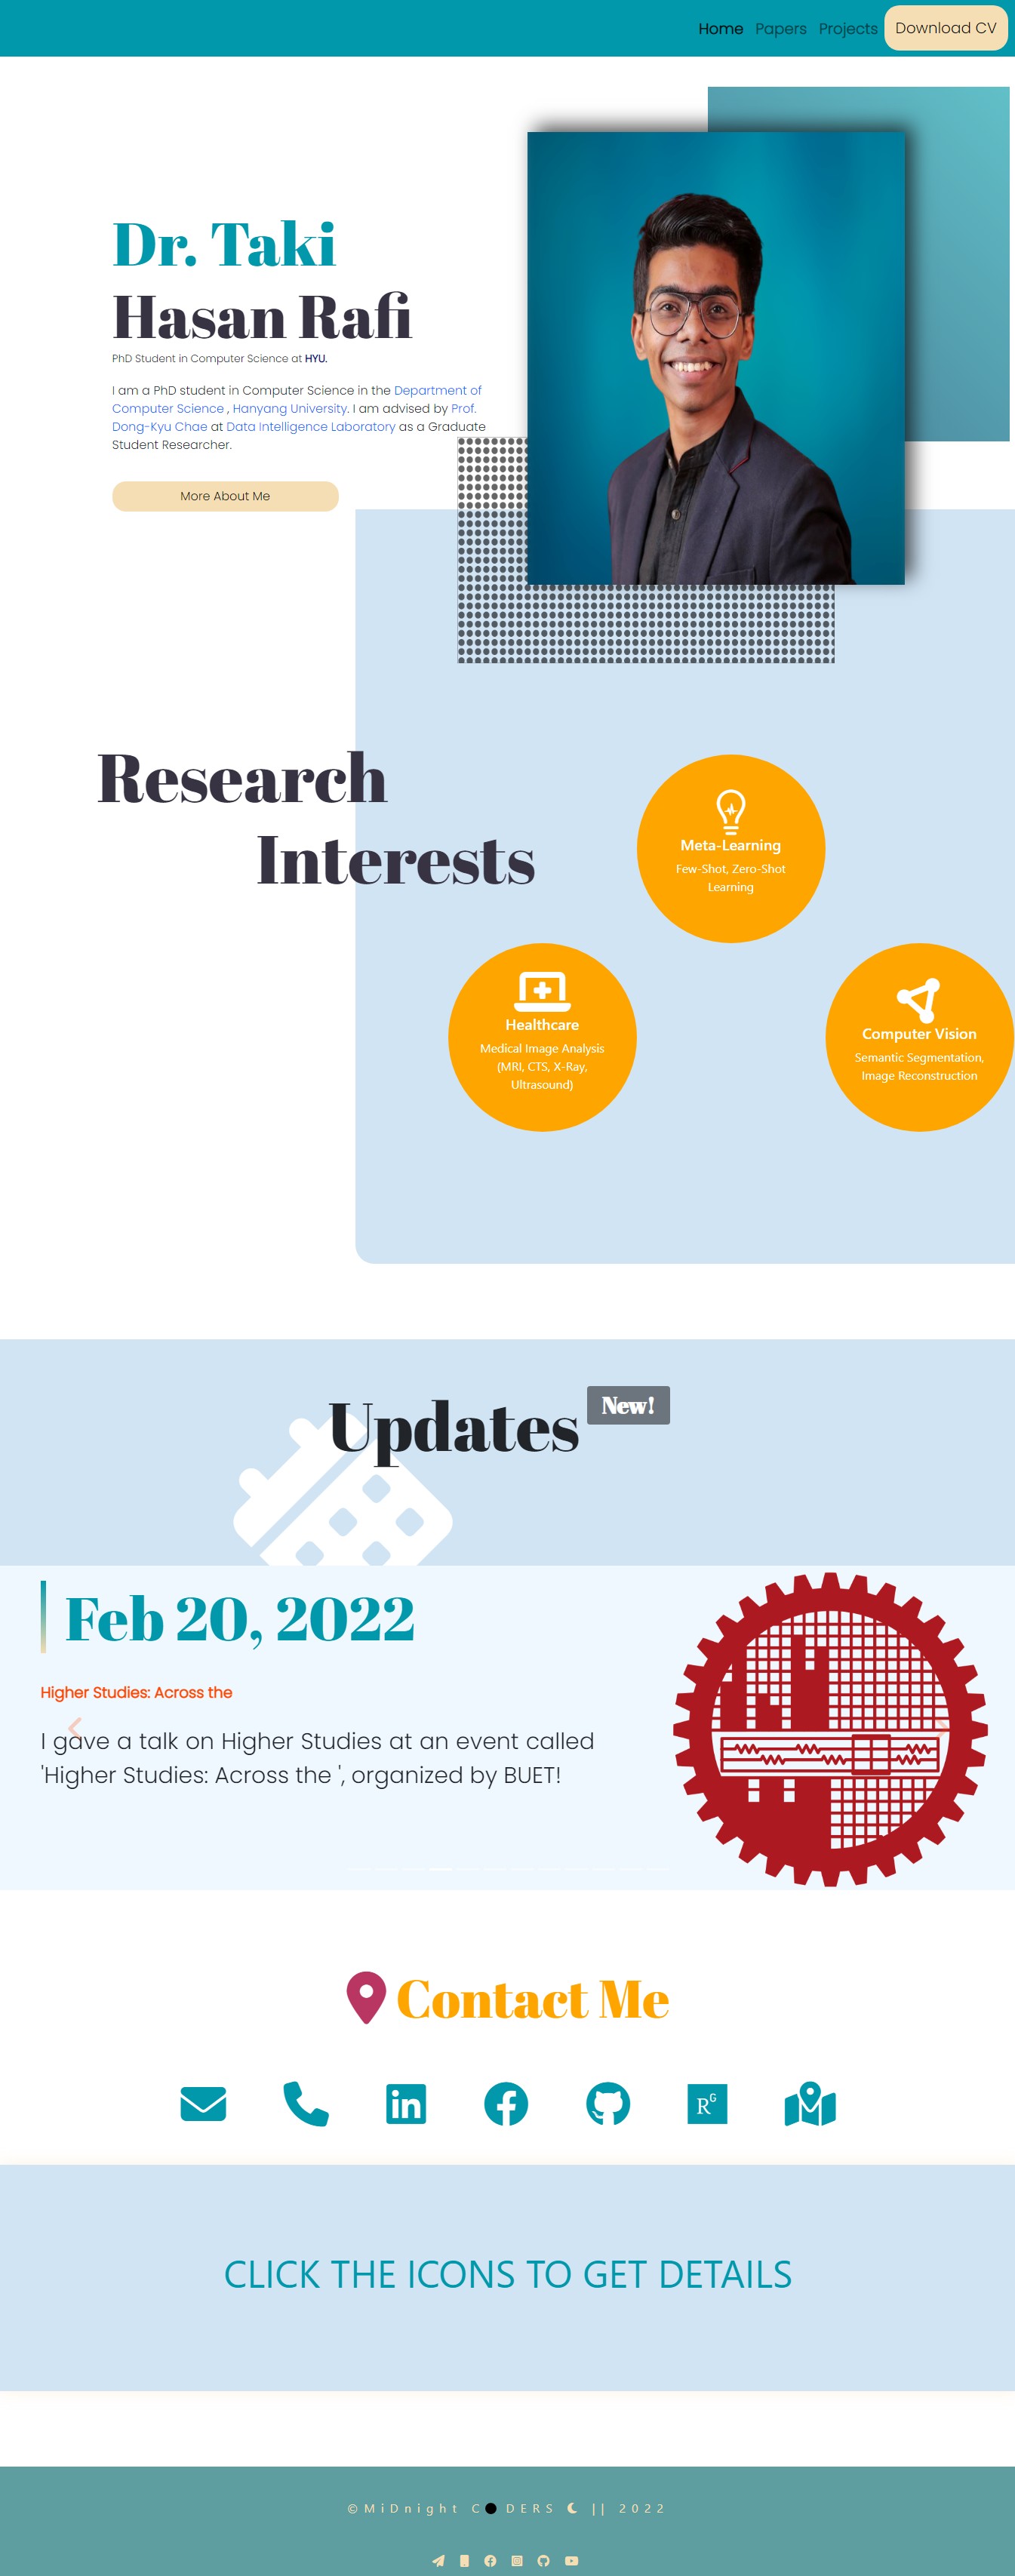 Home Papers Projects Download CV
Dr. Taki
Hasan Rafi
PhD Student in Computer Science at HYU.
I am a PhD student in Computer Science in the Department of
Computer Science , Hanyang University. I am advised by Prof.
Dong-Kyu Chae at Data Intelligence Laboratory as a Graduate
Student Researcher.
More About Me
Research
Interests
Meta-Learning
Few-Shot, Zero-Shot
Learning
Healthcare
Medical Image Analysis
(MRI, CTS, X-Ray,
Ultrasound)
Computer Vision
Semantic Segmentation,
Image Reconstruction
Updates New!
Feb 20, 2022
Higher Studies: Across the
I gave a talk on Higher Studies at an event called
'Higher Studies: Across the ', organized by BUET!
Contact Me
in
RG
CLICK THE ICONS TO GET DETAILS
©MiDnight C DERS || 2022